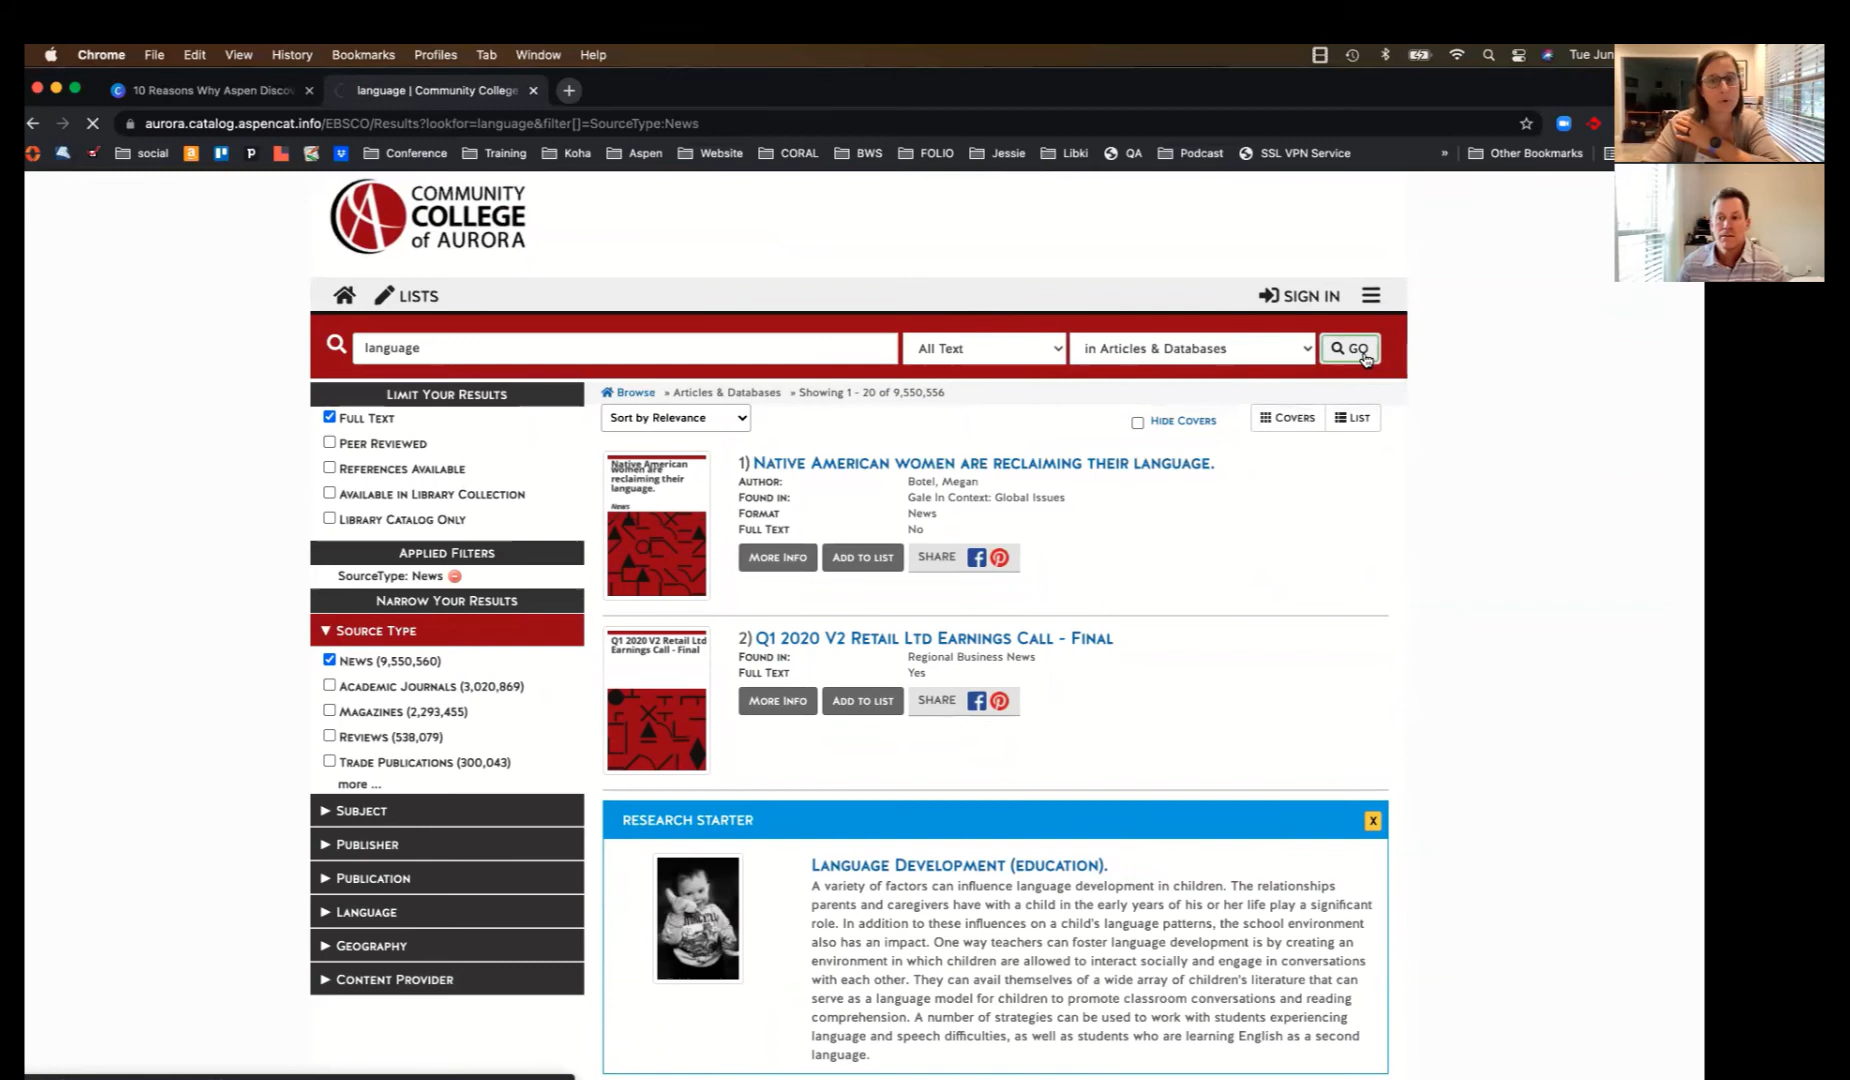 Chrome File Edit View History Bookmarks Profiles Tab Window Help
Tue Jun
10 Reasons Why Aspen Disco
language | Community College
aurora.catalog.aspencat.info/EBSCO/Results?lookfor=language&filter[]=SourceType:News
social a p Conference Training Koha Aspen Website CORAL BWS FOLIO Jessie Libki QA Podcast SSL VPN Service » Other Bookmarks
COMMUNITY
COLLEGE
of AURORA
LISTS
SIGN IN
language
All Text
in Articles & Databases
GO
LIMIT YOUR RESULTS
FULL TEXT
PEER REVIEWED
REFERENCES AVAILABLE
AVAILABLE IN LIBRARY COLLECTION
LIBRARY CATALOG ONLY
APPLIED FILTERS
SourceType: News
NARROW YOUR RESULTS
SOURCE TYPE
NEWS (9,550,560)
ACADEMIC JOURNALS (3,020,869)
MAGAZINES (2,293,455)
REVIEWS (538,079)
TRADE PUBLICATIONS (300,043)
more ...
SUBJECT
PUBLISHER
PUBLICATION
LANGUAGE
GEOGRAPHY
CONTENT PROVIDER
Browse » Articles & Databases » Showing 1 - 20 of 9,550,556
Sort by Relevance
HIDE COVERS
COVERS
LIST
Native American
women are
reclaiming their
language.
News
1) NATIVE AMERICAN WOMEN ARE RECLAIMING THEIR LANGUAGE.
AUTHOR: Botel, Megan
FOUND IN: Gale In Context: Global Issues
FORMAT News
FULL TEXT No
MORE INFO ADD TO LIST SHARE
Q1 2020 V2 Retail Ltd
Earnings Call - Final
2) Q1 2020 V2 RETAIL LTD EARNINGS CALL - FINAL
FOUND IN: Regional Business News
FULL TEXT Yes
MORE INFO ADD TO LIST SHARE
RESEARCH STARTER
X
LANGUAGE DEVELOPMENT (EDUCATION).
A variety of factors can influence language development in children. The relationships
parents and caregivers have with a child in the early years of his or her life play a significant
role. In addition to these influences on a child's language patterns, the school environment
also has an impact. One way teachers can foster language development is by creating an
environment in which children are allowed to interact socially and engage in conversations
with each other. They can avail themselves of a wide array of children's literature that can
serve as a language model for children to promote classroom conversations and reading
comprehension. A number of strategies can be used to work with students experiencing
language and speech difficulties, as well as students who are learning English as a second
language.